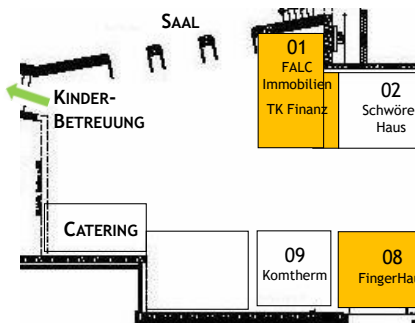 SAAL
01
FALC
Immobilien
TK Finanz
02
Schwöre
Haus
KINDER-
BETREUUNG
CATERING
09
Komtherm
08
FingerHau